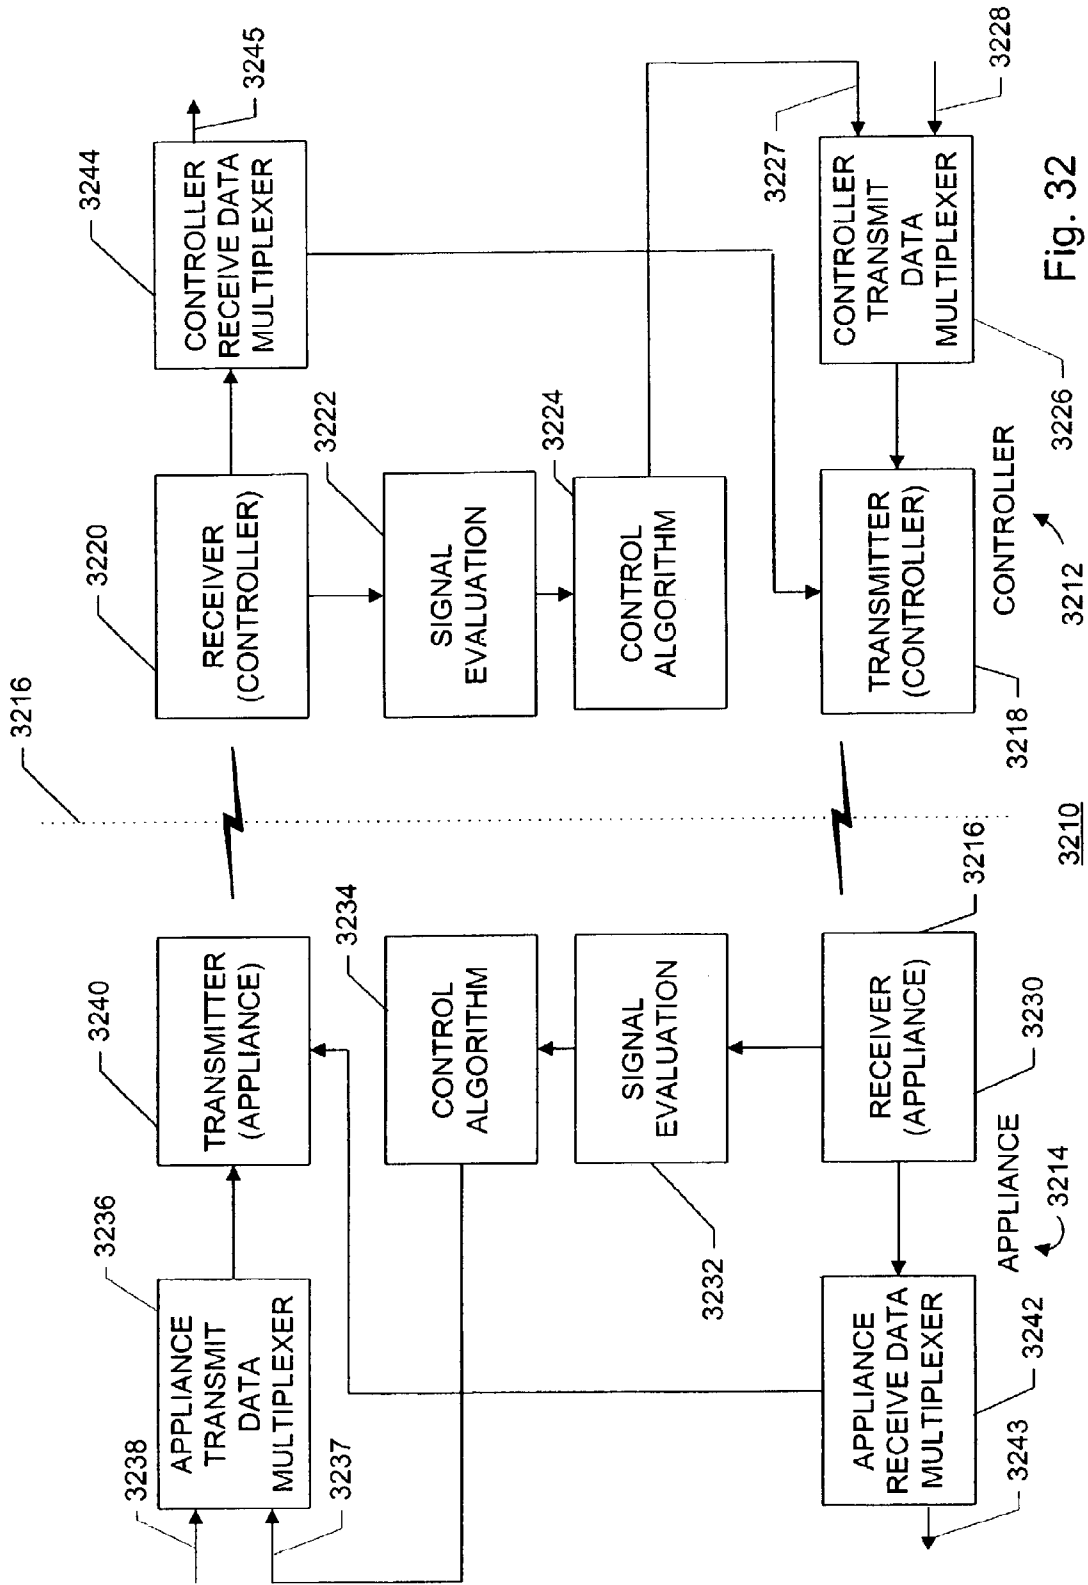 3238
3237
3236
APPLIANCE
TRANSMIT
DATA
MULTIPLEXER
3240
TRANSMITTER
(APPLIANCE)
3216
3220
RECEIVER
(CONTROLLER)
3244
CONTROLLER
RECEIVE DATA
MULTIPLEXER
3245
3234
CONTROL
ALGORITHM
3222
SIGNAL
EVALUATION
3232
SIGNAL
EVALUATION
3224
CONTROL
ALGORITHM
3243
APPLIANCE
RECEIVE DATA
MULTIPLEXER
3242
RECEIVER
(APPLIANCE)
3230
3216
TRANSMITTER
(CONTROLLER)
3218
CONTROLLER
TRANSMIT
DATA
MULTIPLEXER
3226
3227
3228
APPLIANCE
3214
3210
CONTROLLER
3212
Fig. 32